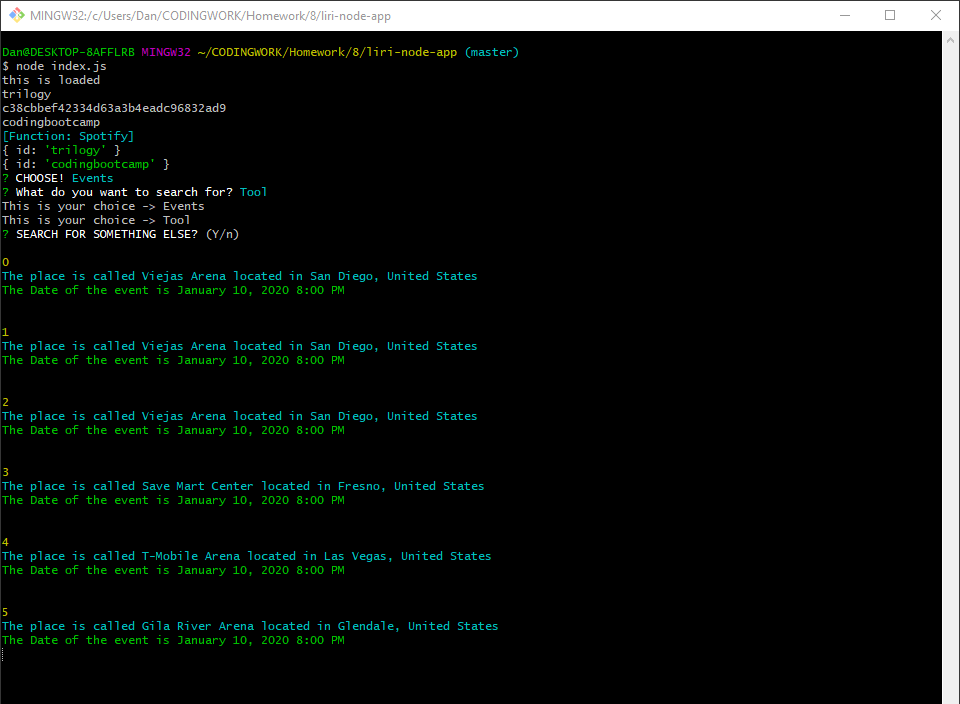 MINGW32:/c/Users/Dan/CODINGWORK/Homework/8/liri-node-app
Dan@DESKTOP-8AFFLRB MINGW32 ~/CODINGWORK/Homework/8/liri-node-app (master)
$ node index.js
this is loaded
trilogy
c38cbbef42334d63a3b4eadc96832ad9
codingbootcamp
[Function: Spotify]
{ id: 'trilogy' }
{ id: 'codingbootcamp' }
? CHOOSE! Events
? What do you want to search for? Tool
This is your choice -> Events
This is your choice -> Tool
? SEARCH FOR SOMETHING ELSE? (Y/n)
0
The place is called Viejas Arena located in San Diego, United States
The Date of the event is January 10, 2020 8:00 PM
1
The place is called Viejas Arena located in San Diego, United States
The Date of the event is January 10, 2020 8:00 PM
2
The place is called Viejas Arena located in San Diego, United States
The Date of the event is January 10, 2020 8:00 PM
3
The place is called Save Mart Center located in Fresno, United States
The Date of the event is January 10, 2020 8:00 PM
4
The place is called T-Mobile Arena located in Las Vegas, United States
The Date of the event is January 10, 2020 8:00 PM
5
The place is called Gila River Arena located in Glendale, United States
The Date of the event is January 10, 2020 8:00 PM